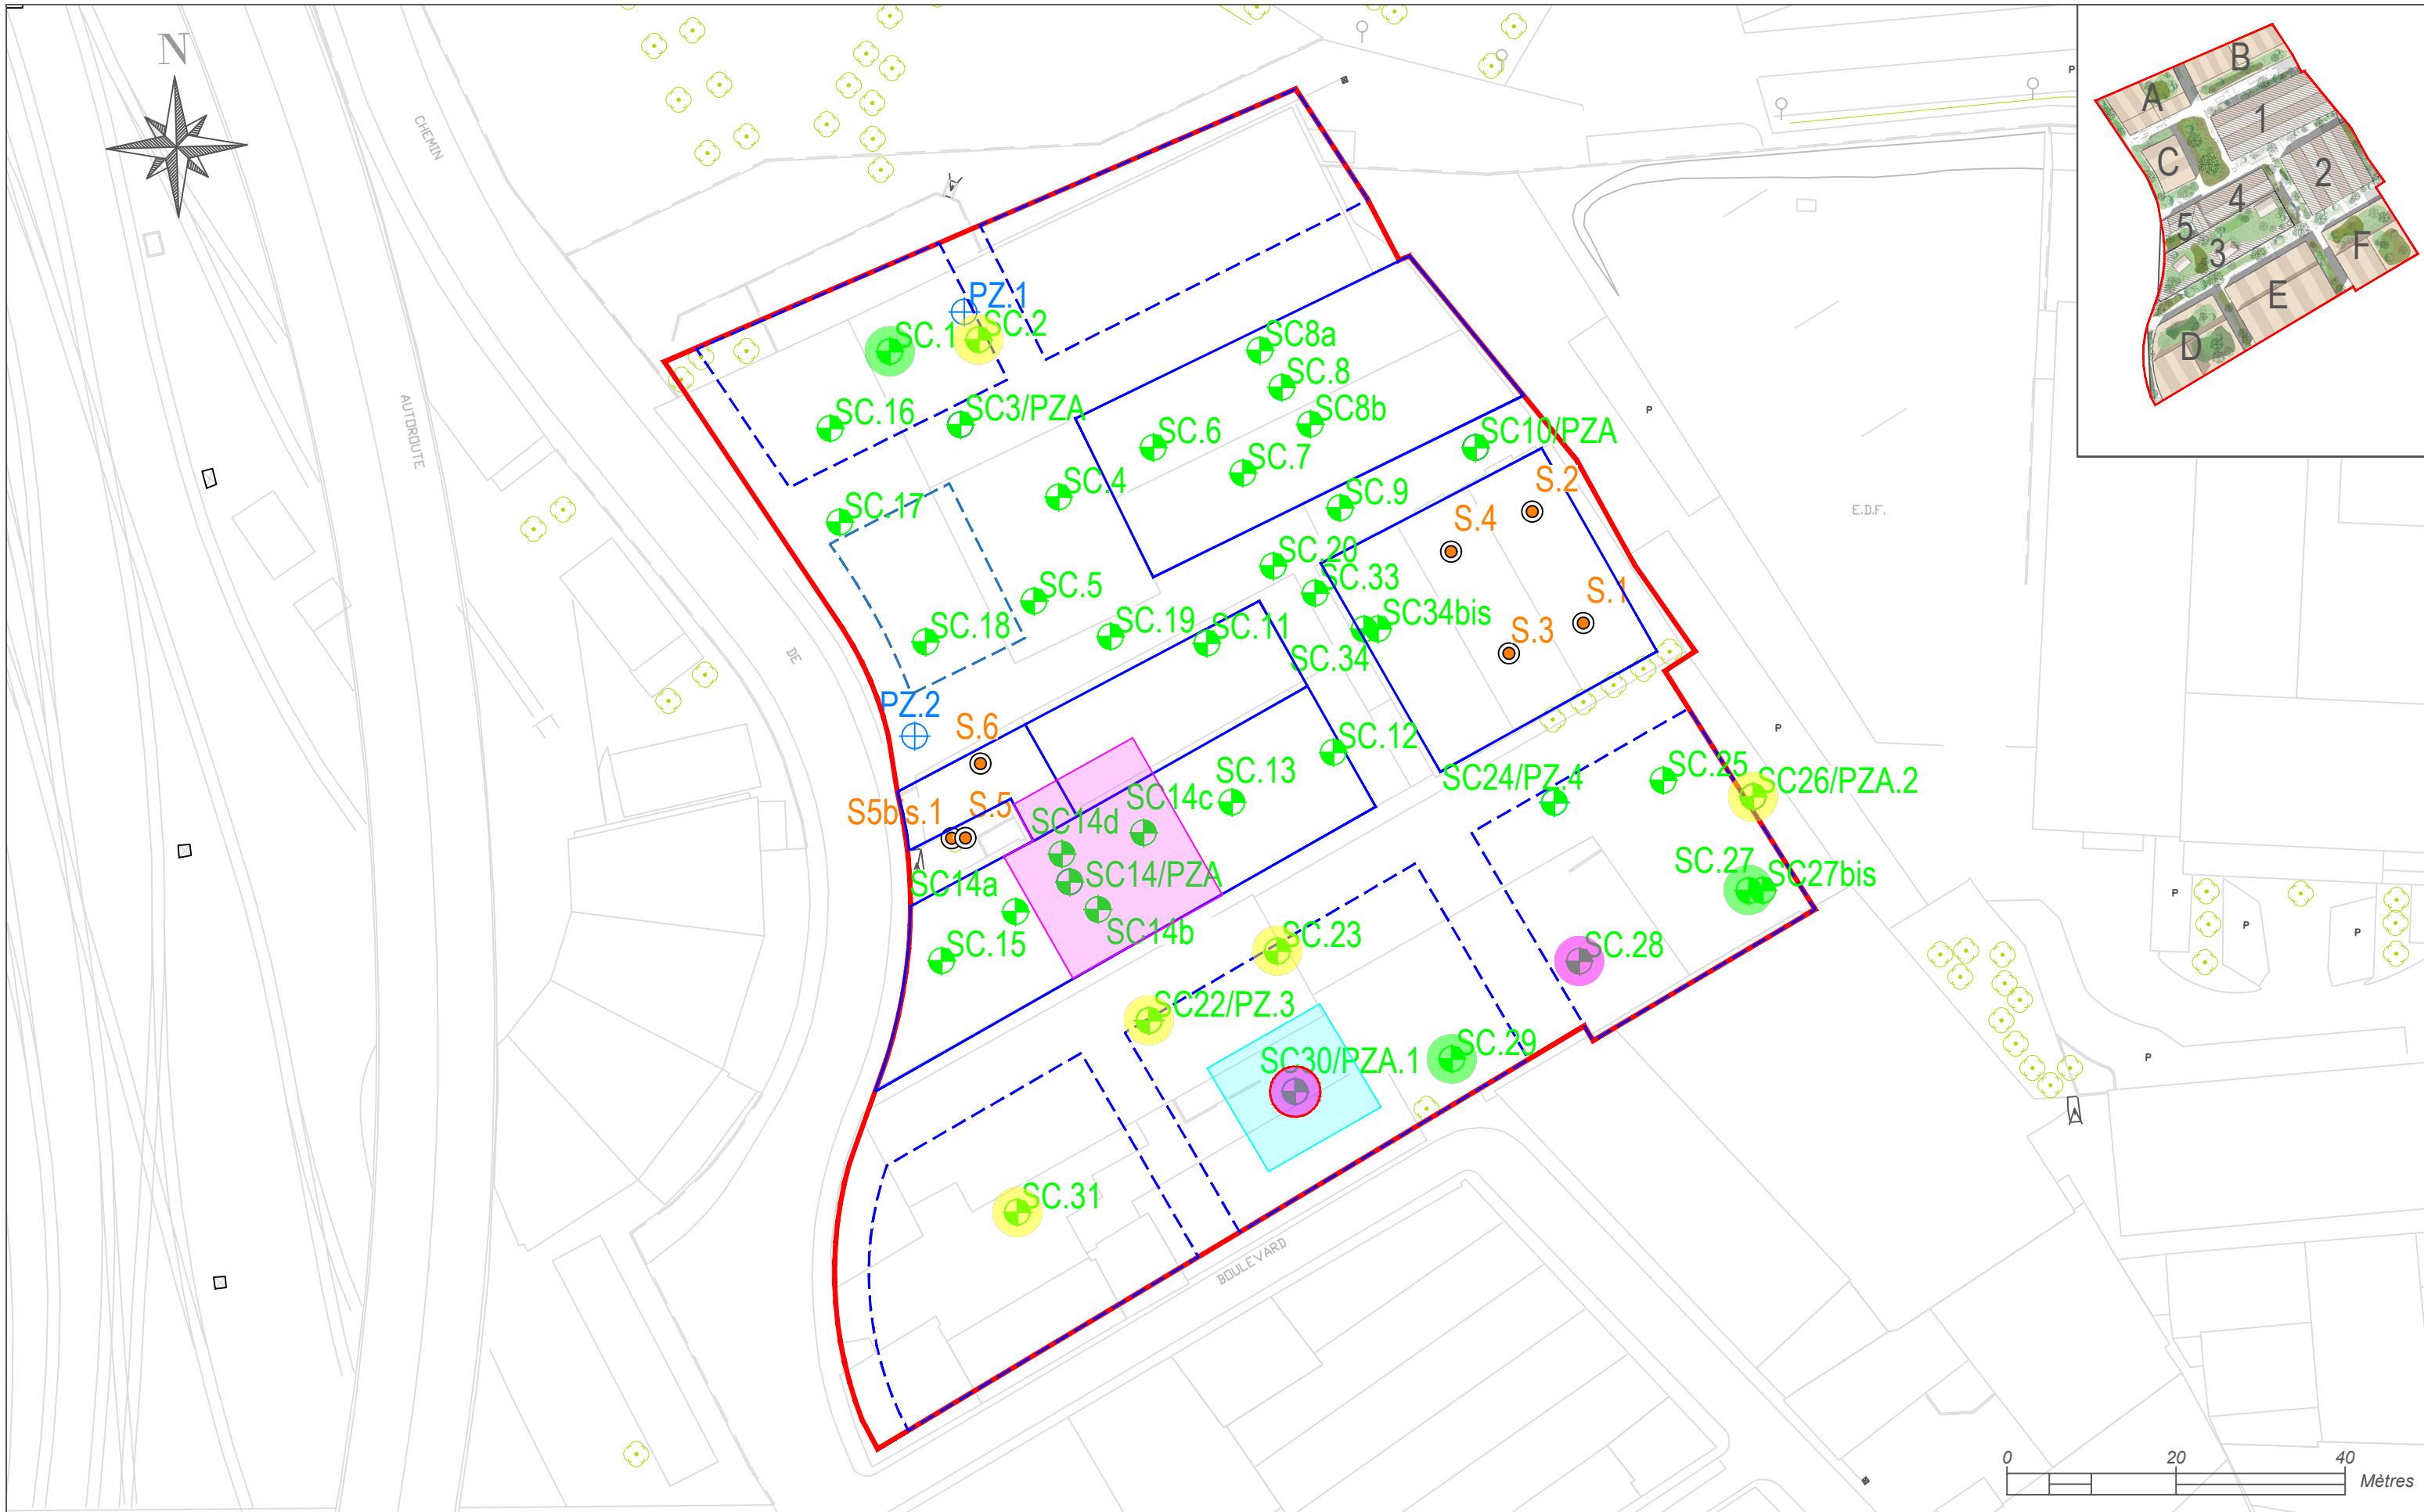 N
CHEMIN
AUTOROUTE
DE
BOULEVARD
E.D.F.
PZ.1
SC.1
SC.2
SC8a
SC.8
SC8b
SC.16
SC3/PZA
SC.6
SC10/PZA
SC.7
S.2
SC.4
SC.9
S.4
SC.17
SC.20
SC.33
SC.5
S.1
SC34bis
SC.18
SC.19
SC.11
S.3
SC.34
PZ.2
S.6
SC.12
SC.13
SC24/PZ.4
SC.25
SC26/PZA.2
S5bis.1
S.5
SC14c
SC14d
SC14a
SC14/PZA
SC.27
SC27bis
SC14b
SC.15
SC.23
SC.28
SC22/PZ.3
SC30/PZA.1
SC.29
SC.31
P
P
P
P
P
P
P
A
B
1
C
2
4
5
3
F
E
D
0 20 40
Mètres